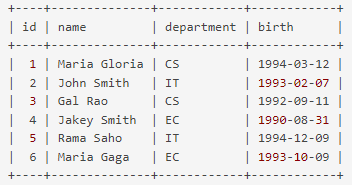 +----+--------------+------------+------------+
| id | name         | department | birth      |
+----+--------------+------------+------------+
|  1 | Maria Gloria | CS         | 1994-03-12 |
|  2 | John Smith   | IT         | 1993-02-07 |
|  3 | Gal Rao      | CS         | 1992-09-11 |
|  4 | Jakey Smith  | EC         | 1990-08-31 |
|  5 | Rama Saho    | IT         | 1994-12-09 |
|  6 | Maria Gaga   | EC         | 1993-10-09 |
+----+--------------+------------+------------+